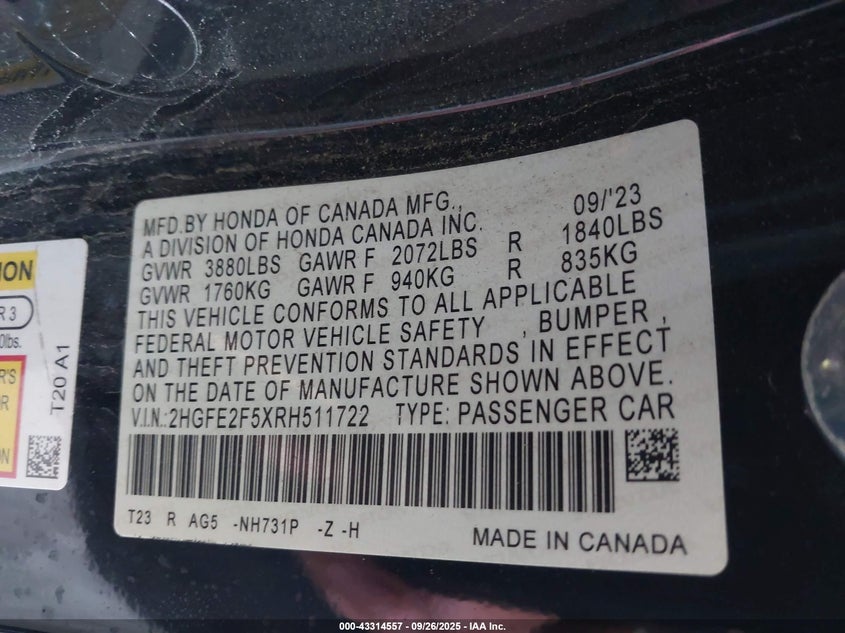 MFD.BY HONDA OF CANADA MFG., 09/'23
A DIVISION OF HONDA CANADA INC.
GVWR 3880LBS GAWR F 2072LBS R 1840LBS
GVWR 1760KG GAWR F 940KG R 835KG
THIS VEHICLE CONFORMS TO ALL APPLICABLE
FEDERAL MOTOR VEHICLE SAFETY , BUMPER ,
AND THEFT PREVENTION STANDARDS IN EFFECT
ON THE DATE OF MANUFACTURE SHOWN ABOVE.
V.I.N.:2HGFE2F5XRH511722 TYPE: PASSENGER CAR
T23 R AG5 -NH731P -Z -H
MADE IN CANADA
R 3
0lbs.
T20 A1
000-43314557 - 09/26/2025 - IAA Inc.